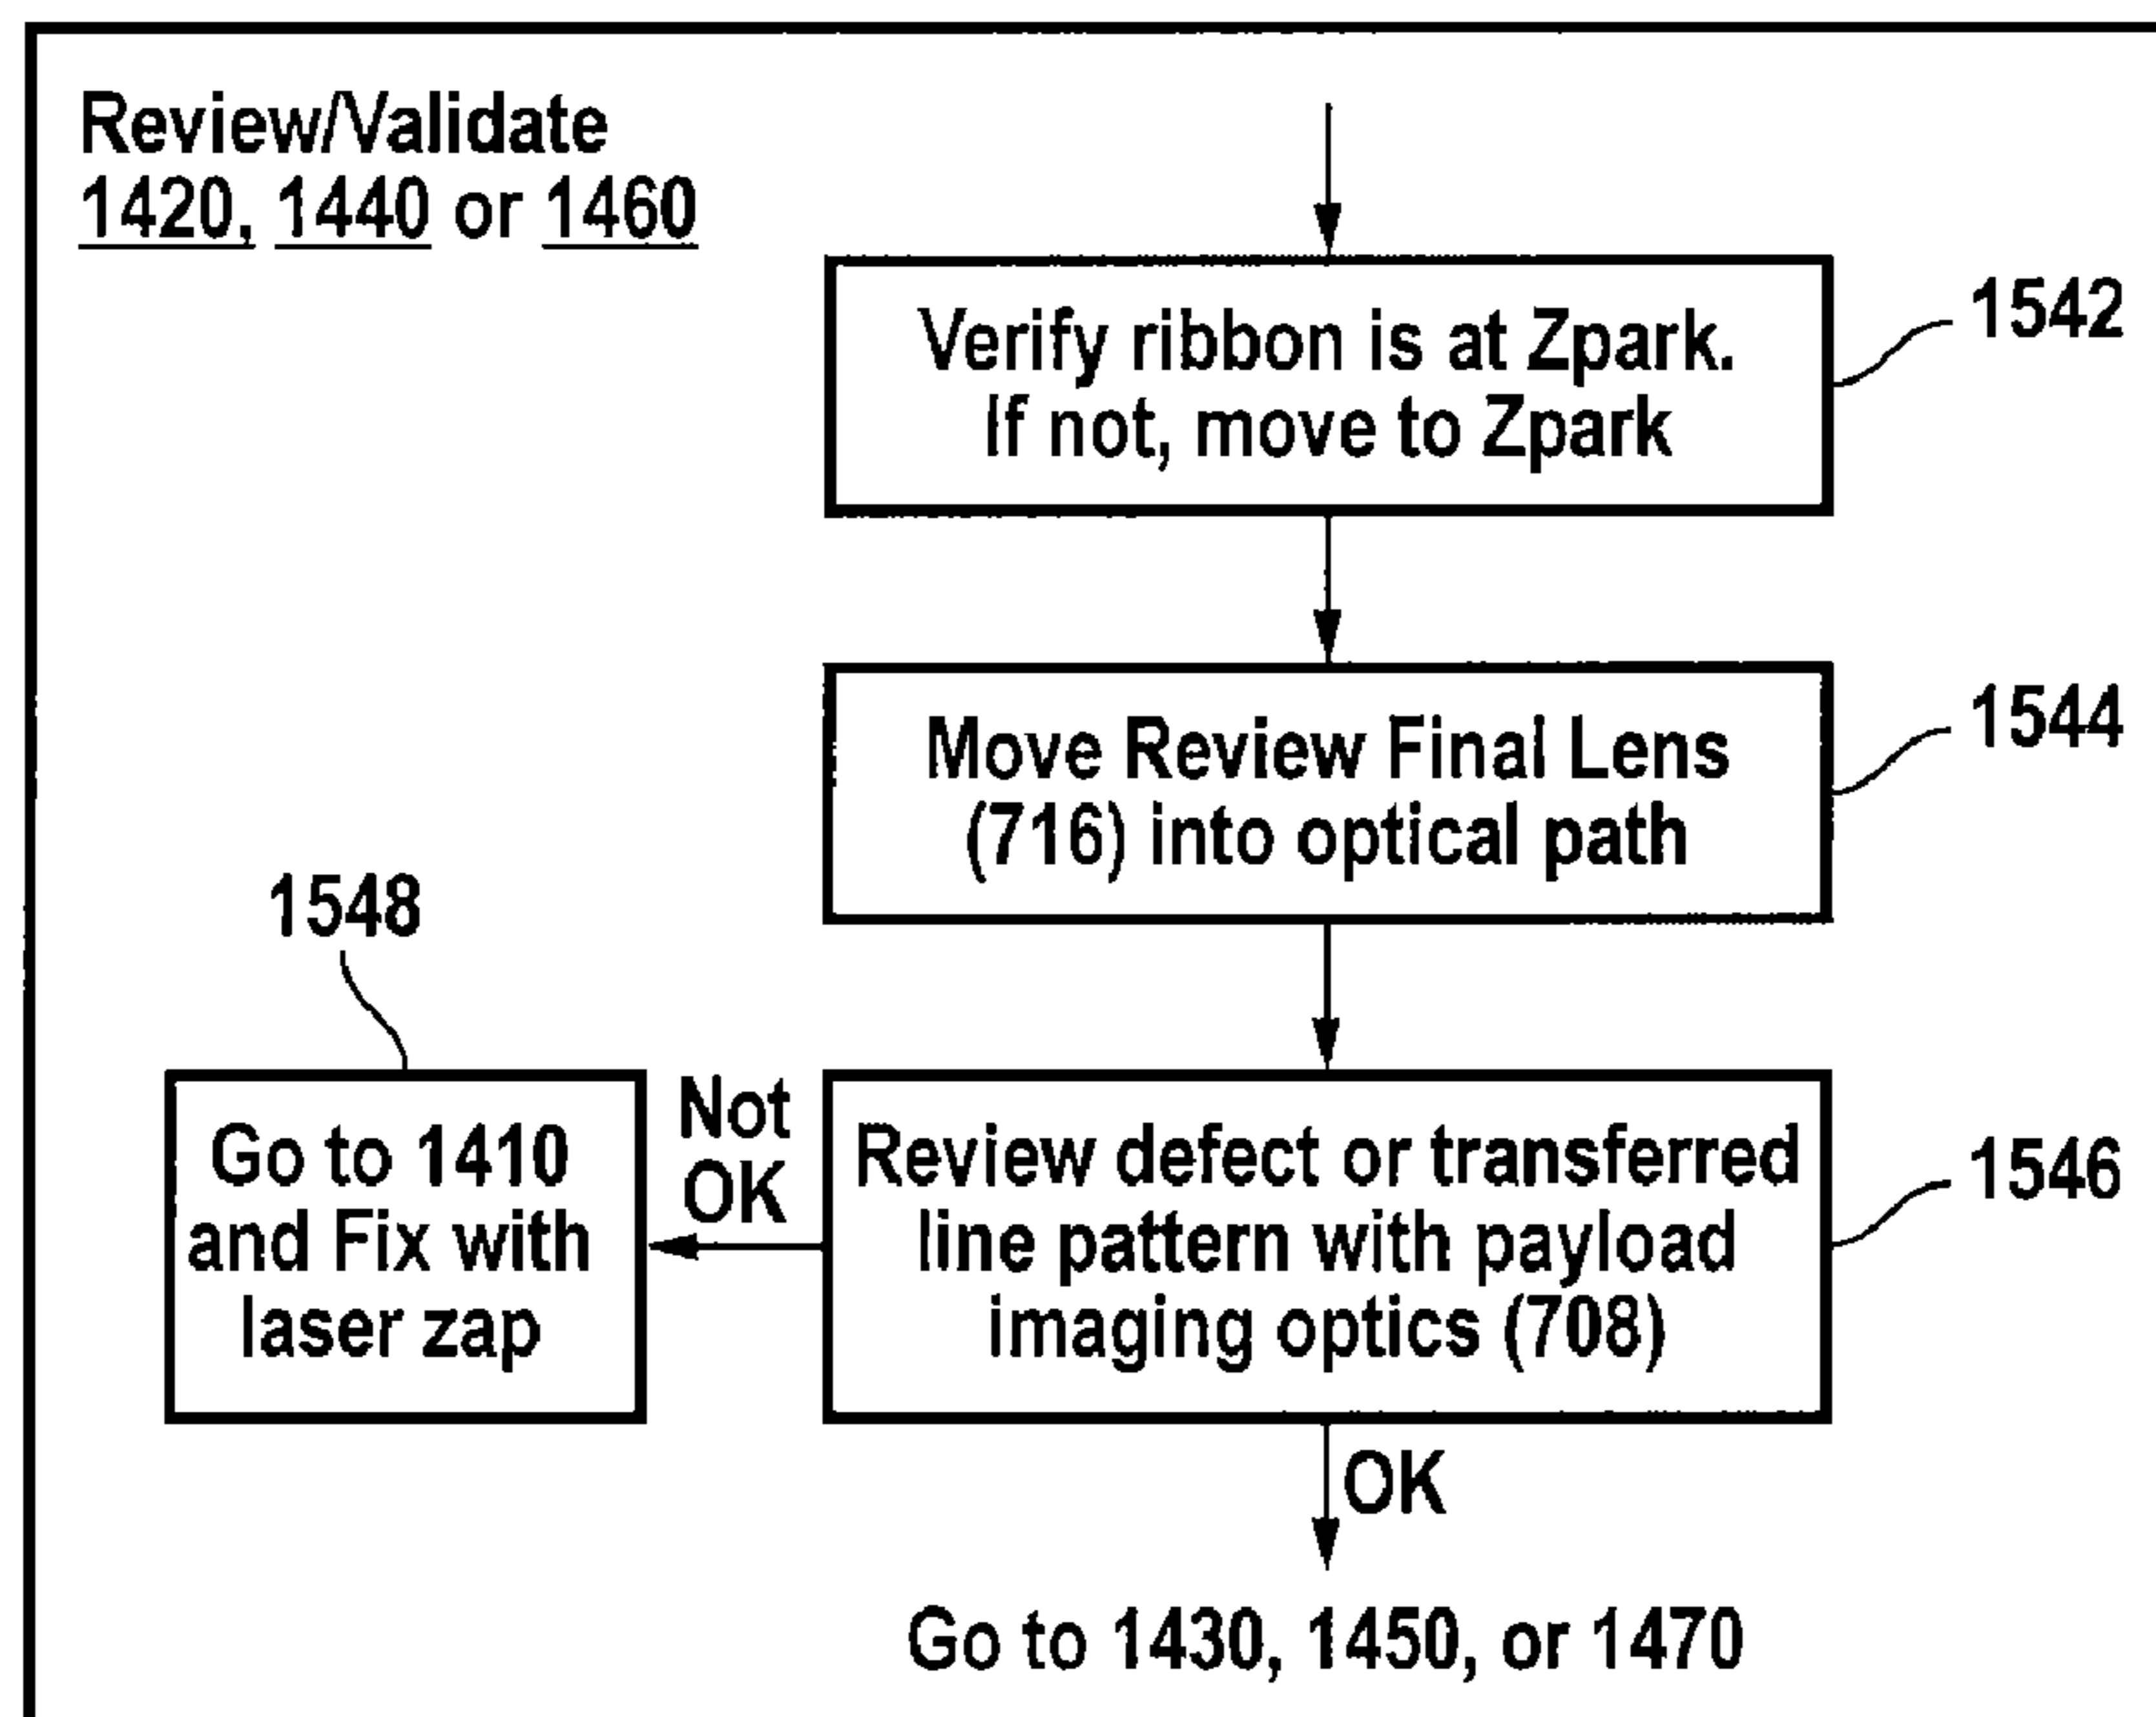 Review/Validate
1420, 1440 or 1460
Verify ribbon is at Zpark.
If not, move to Zpark
1542
Move Review Final Lens
(716) into optical path
1544
1548
Go to 1410
and Fix with
laser zap
Not
OK
Review defect or transferred
line pattern with payload
imaging optics (708)
1546
OK
Go to 1430, 1450, or 1470